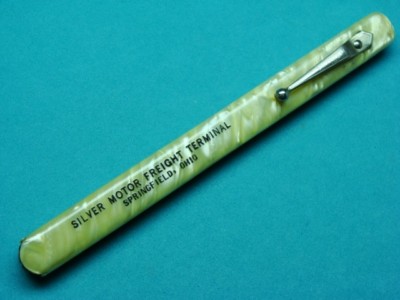 SILVER MOTOR FREIGHT TERMINAL
SPRINGFIELD, OHIO